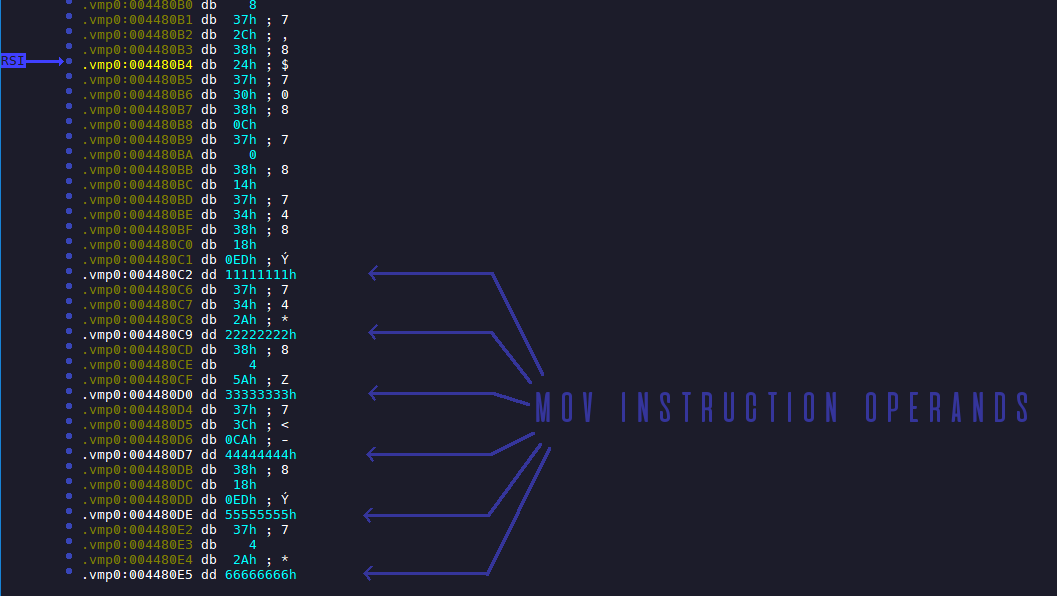 .vmp0:004480B0 db    8
.vmp0:004480B1 db  37h ; 7
.vmp0:004480B2 db  2Ch ; ,
.vmp0:004480B3 db  38h ; 8
RSI .vmp0:004480B4 db  24h ; $
.vmp0:004480B5 db  37h ; 7
.vmp0:004480B6 db  30h ; 0
.vmp0:004480B7 db  38h ; 8
.vmp0:004480B8 db  0Ch
.vmp0:004480B9 db  37h ; 7
.vmp0:004480BA db    0
.vmp0:004480BB db  38h ; 8
.vmp0:004480BC db  14h
.vmp0:004480BD db  37h ; 7
.vmp0:004480BE db  34h ; 4
.vmp0:004480BF db  38h ; 8
.vmp0:004480C0 db  18h
.vmp0:004480C1 db 0EDh ; Ý
.vmp0:004480C2 dd 11111111h
.vmp0:004480C6 db  37h ; 7
.vmp0:004480C7 db  34h ; 4
.vmp0:004480C8 db  2Ah ; *
.vmp0:004480C9 dd 22222222h
.vmp0:004480CD db  38h ; 8
.vmp0:004480CE db    4
.vmp0:004480CF db  5Ah ; Z
.vmp0:004480D0 dd 33333333h
.vmp0:004480D4 db  37h ; 7
.vmp0:004480D5 db  3Ch ; <
.vmp0:004480D6 db 0CAh ; -
.vmp0:004480D7 dd 44444444h
.vmp0:004480DB db  38h ; 8
.vmp0:004480DC db  18h
.vmp0:004480DD db 0EDh ; Ý
.vmp0:004480DE dd 55555555h
.vmp0:004480E2 db  37h ; 7
.vmp0:004480E3 db    4
.vmp0:004480E4 db  2Ah ; *
.vmp0:004480E5 dd 66666666h
MOV INSTRUCTION OPERANDS